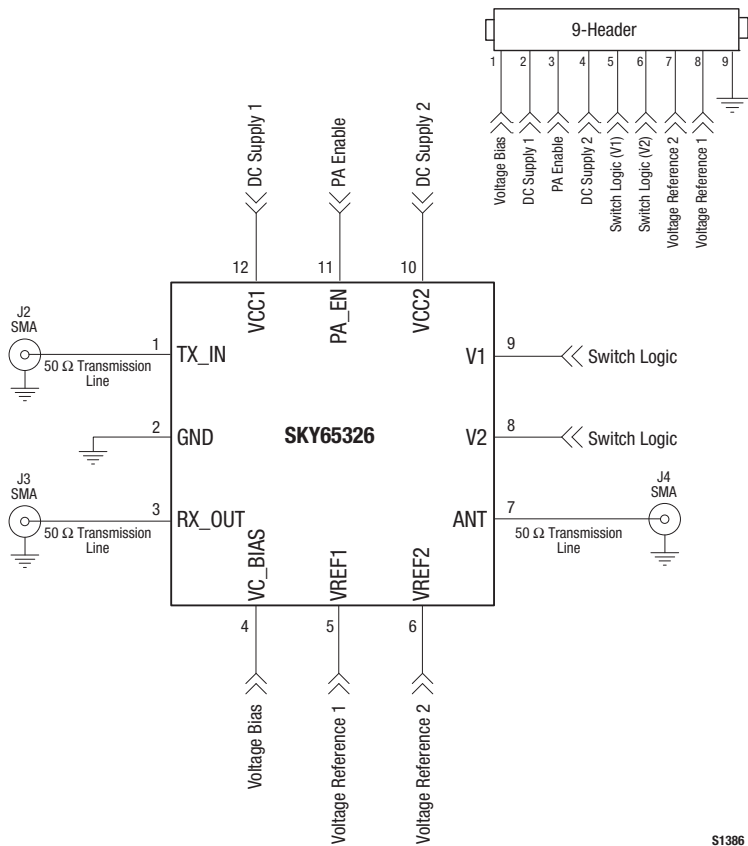 9-Header
1 2 3 4 5 6 7 8 9
Voltage Bias
DC Supply 1
PA Enable
DC Supply 2
Switch Logic (V1)
Switch Logic (V2)
Voltage Reference 2
Voltage Reference 1
DC Supply 1
PA Enable
DC Supply 2
12 11 10
VCC1
PA_EN
VCC2
J2
SMA
50 Ω Transmission
Line
1
TX_IN
V1
9
Switch Logic
2
GND
SKY65326
V2
8
Switch Logic
J3
SMA
50 Ω Transmission
Line
3
RX_OUT
ANT
7
50 Ω Transmission
Line
J4
SMA
VC_BIAS
VREF1
VREF2
4 5 6
Voltage Bias
Voltage Reference 1
Voltage Reference 2
S1386